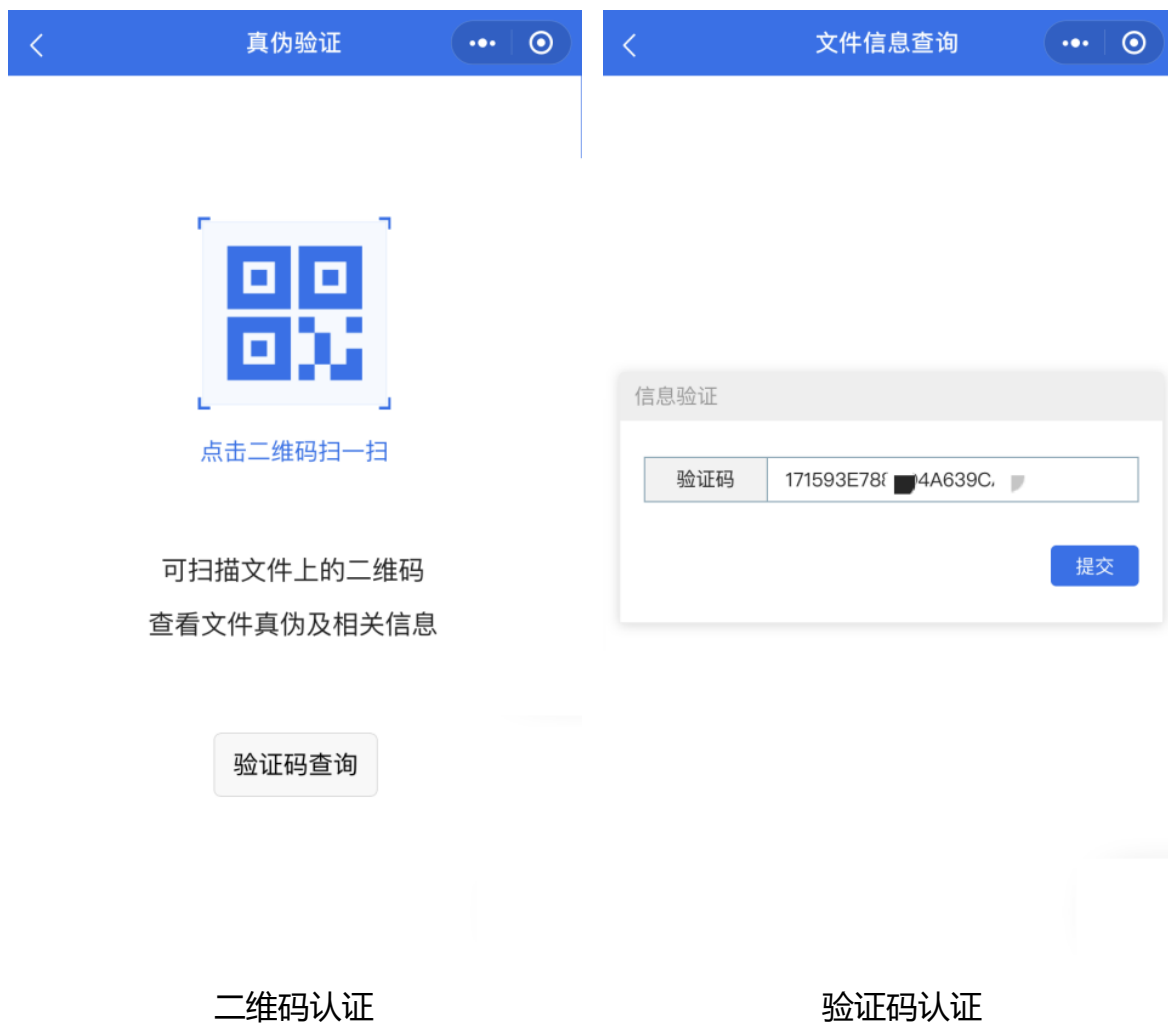 真伪验证
点击二维码扫一扫
可扫描文件上的二维码
查看文件真伪及相关信息
验证码查询
二维码认证
文件信息查询
信息验证
验证码
171593E78 4A639C
提交
验证码认证